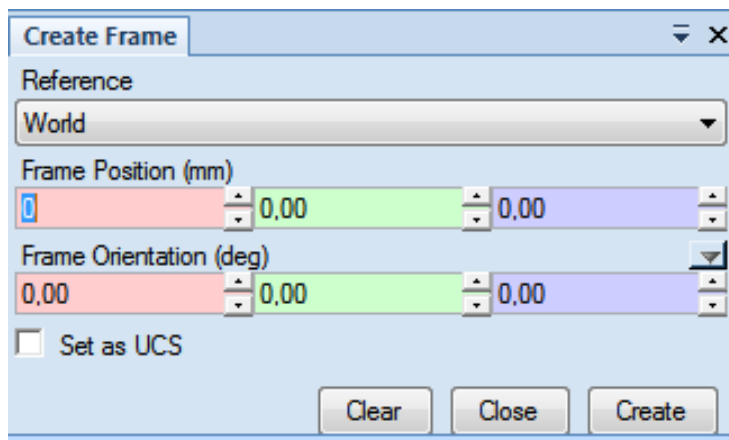 Create Frame
Reference
World
Frame Position (mm)
0 0,00 0,00
Frame Orientation (deg)
0,00 0,00 0,00
Set as UCS
Clear Close Create